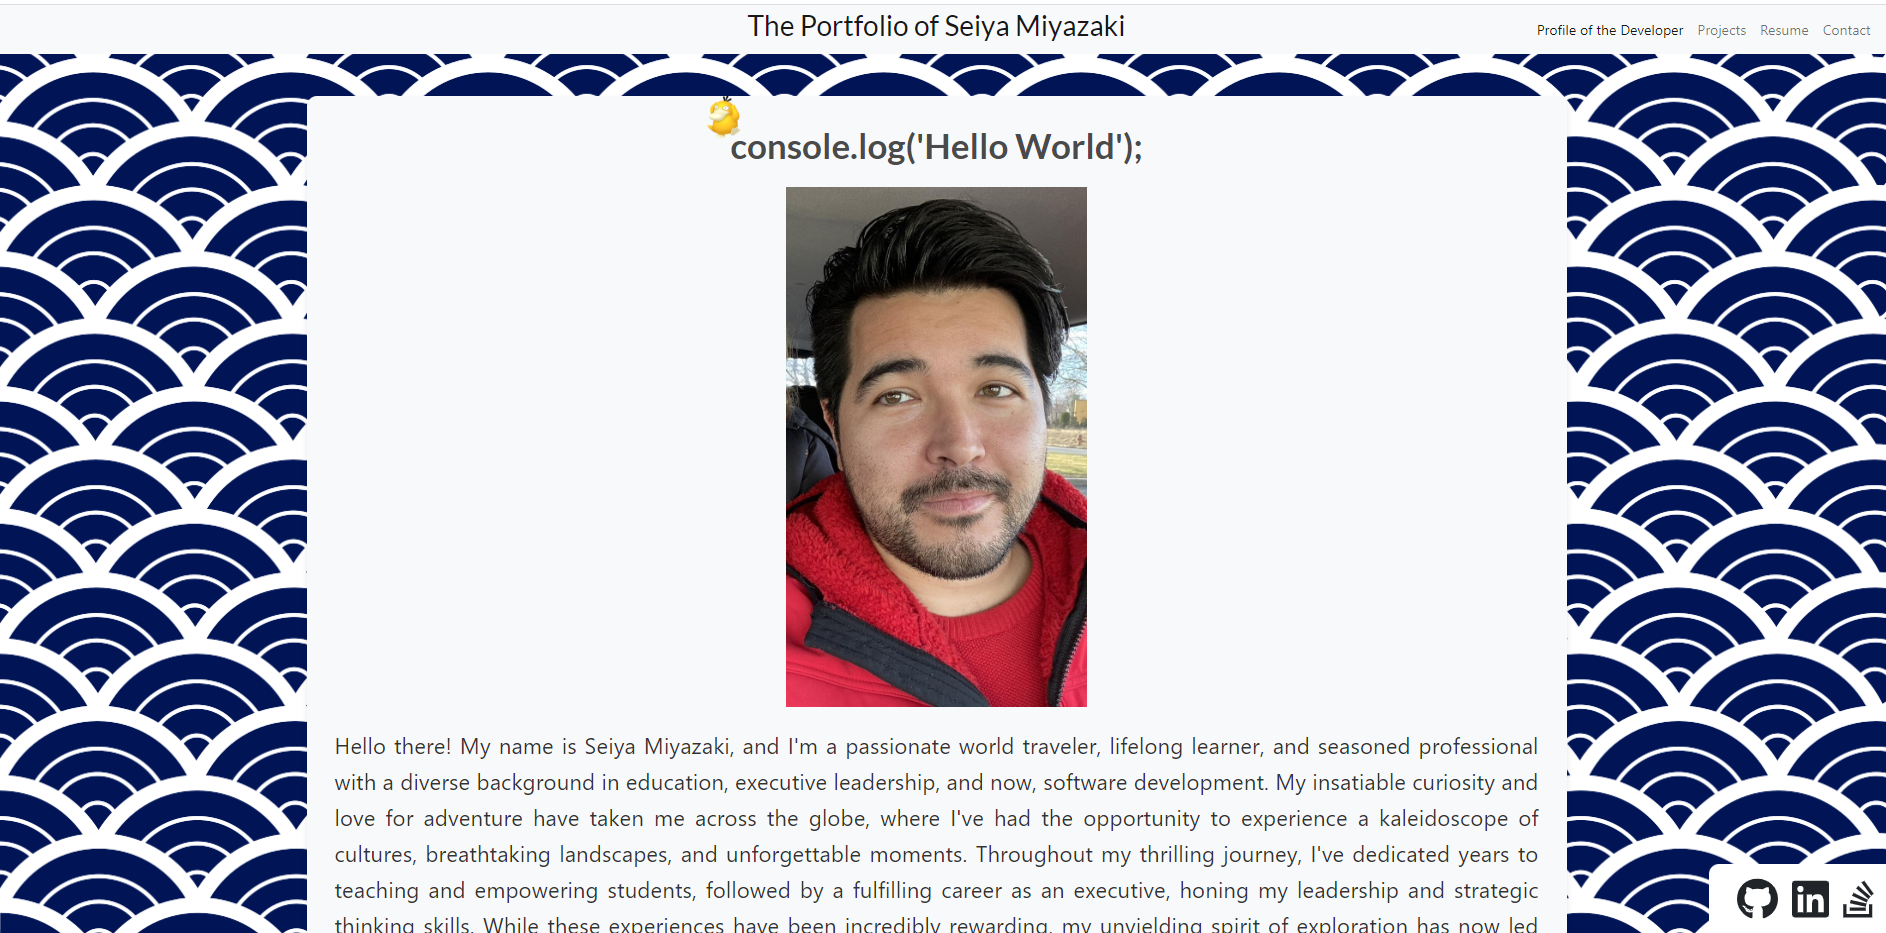 The Portfolio of Seiya Miyazaki
Profile of the Developer Projects Resume Contact
console.log('Hello World');
Hello there! My name is Seiya Miyazaki, and I'm a passionate world traveler, lifelong learner, and seasoned professional
with a diverse background in education, executive leadership, and now, software development. My insatiable curiosity and
love for adventure have taken me across the globe, where I've had the opportunity to experience a kaleidoscope of
cultures, breathtaking landscapes, and unforgettable moments. Throughout my thrilling journey, I've dedicated years to
teaching and empowering students, followed by a fulfilling career as an executive, honing my leadership and strategic
thinking skills. While these experiences have been incredibly rewarding, my unyielding spirit of exploration has now led
in